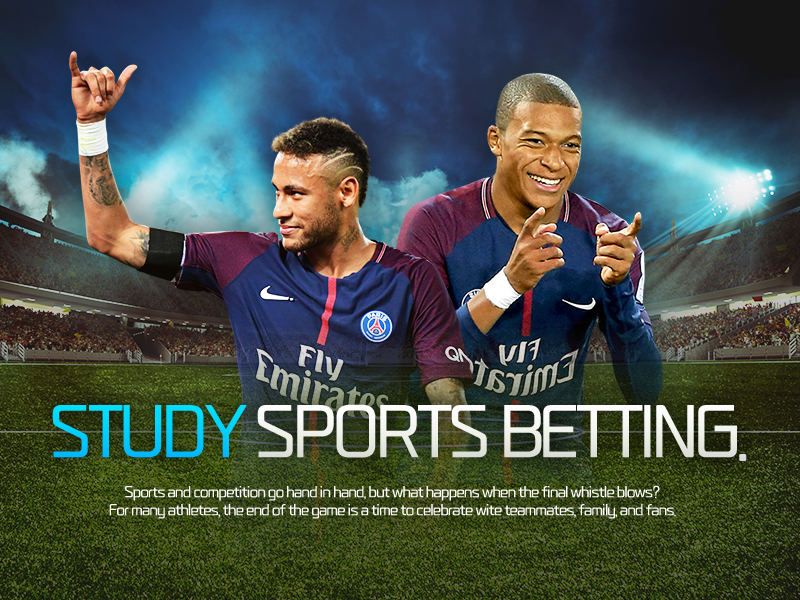 PARIS
Fly
Emirates
Fly
Emirat
STUDY SPORTS BETTING.
Sports and competition go hand in hand, but what happens when the final whistle blows?
For many athletes, the end of the game is a time to celebrate wite teammates, family, and fans.